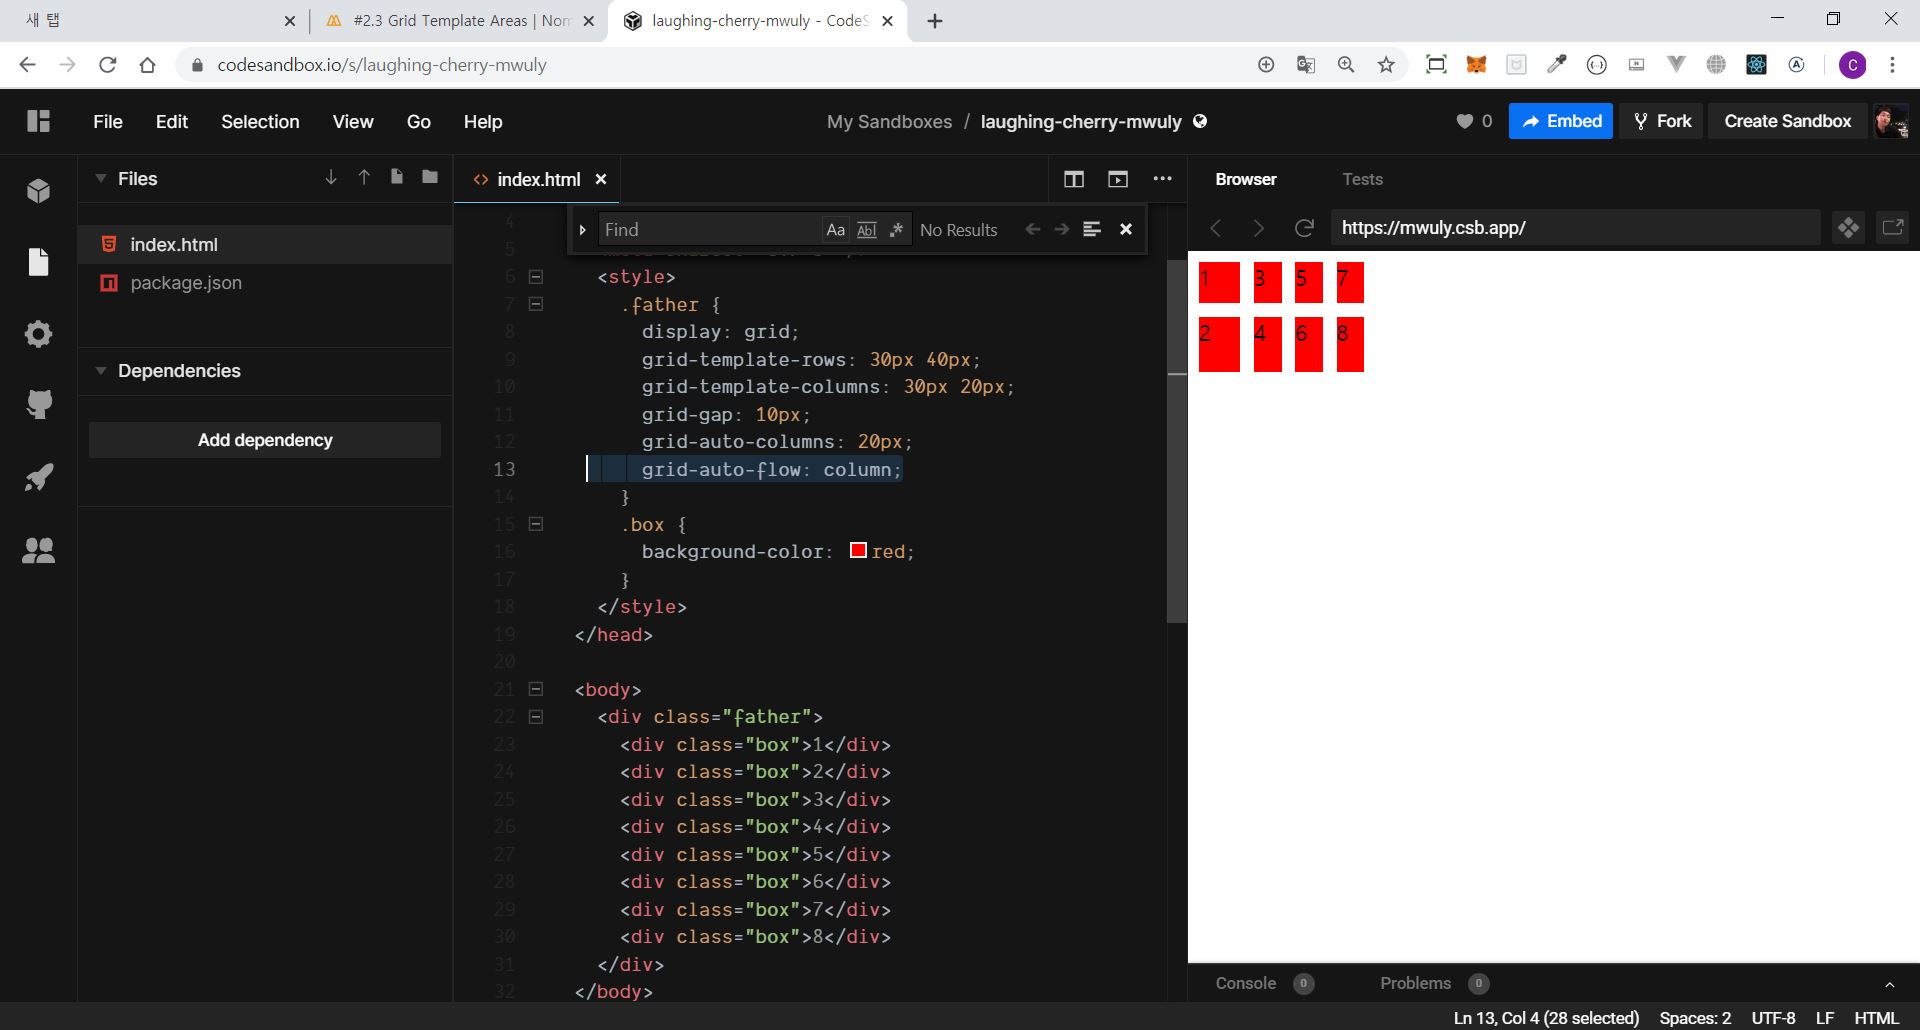 새 탭
#2.3 Grid Template Areas | Nom
laughing-cherry-mwuly - CodeS
codesandbox.io/s/laughing-cherry-mwuly
C
File Edit Selection View Go Help
My Sandboxes / laughing-cherry-mwuly
0
Embed
Fork
Create Sandbox
Files
index.html
package.json
Dependencies
Add dependency
index.html
Find
Aa Abl .*
No Results
4
5
6 <style>
7 .father {
8 display: grid;
9 grid-template-rows: 30px 40px;
10 grid-template-columns: 30px 20px;
11 grid-gap: 10px;
12 grid-auto-columns: 20px;
13 grid-auto-flow: column;
14 }
15 .box {
16 background-color: red;
17 }
18 </style>
19 </head>
20
21 <body>
22 <div class="father">
23 <div class="box">1</div>
24 <div class="box">2</div>
25 <div class="box">3</div>
26 <div class="box">4</div>
27 <div class="box">5</div>
28 <div class="box">6</div>
29 <div class="box">7</div>
30 <div class="box">8</div>
31 </div>
32 </body>
Browser Tests
https://mwuly.csb.app/
1 3 5 7
2 4 6 8
Console 0 Problems 0
Ln 13, Col 4 (28 selected) Spaces: 2 UTF-8 LF HTML